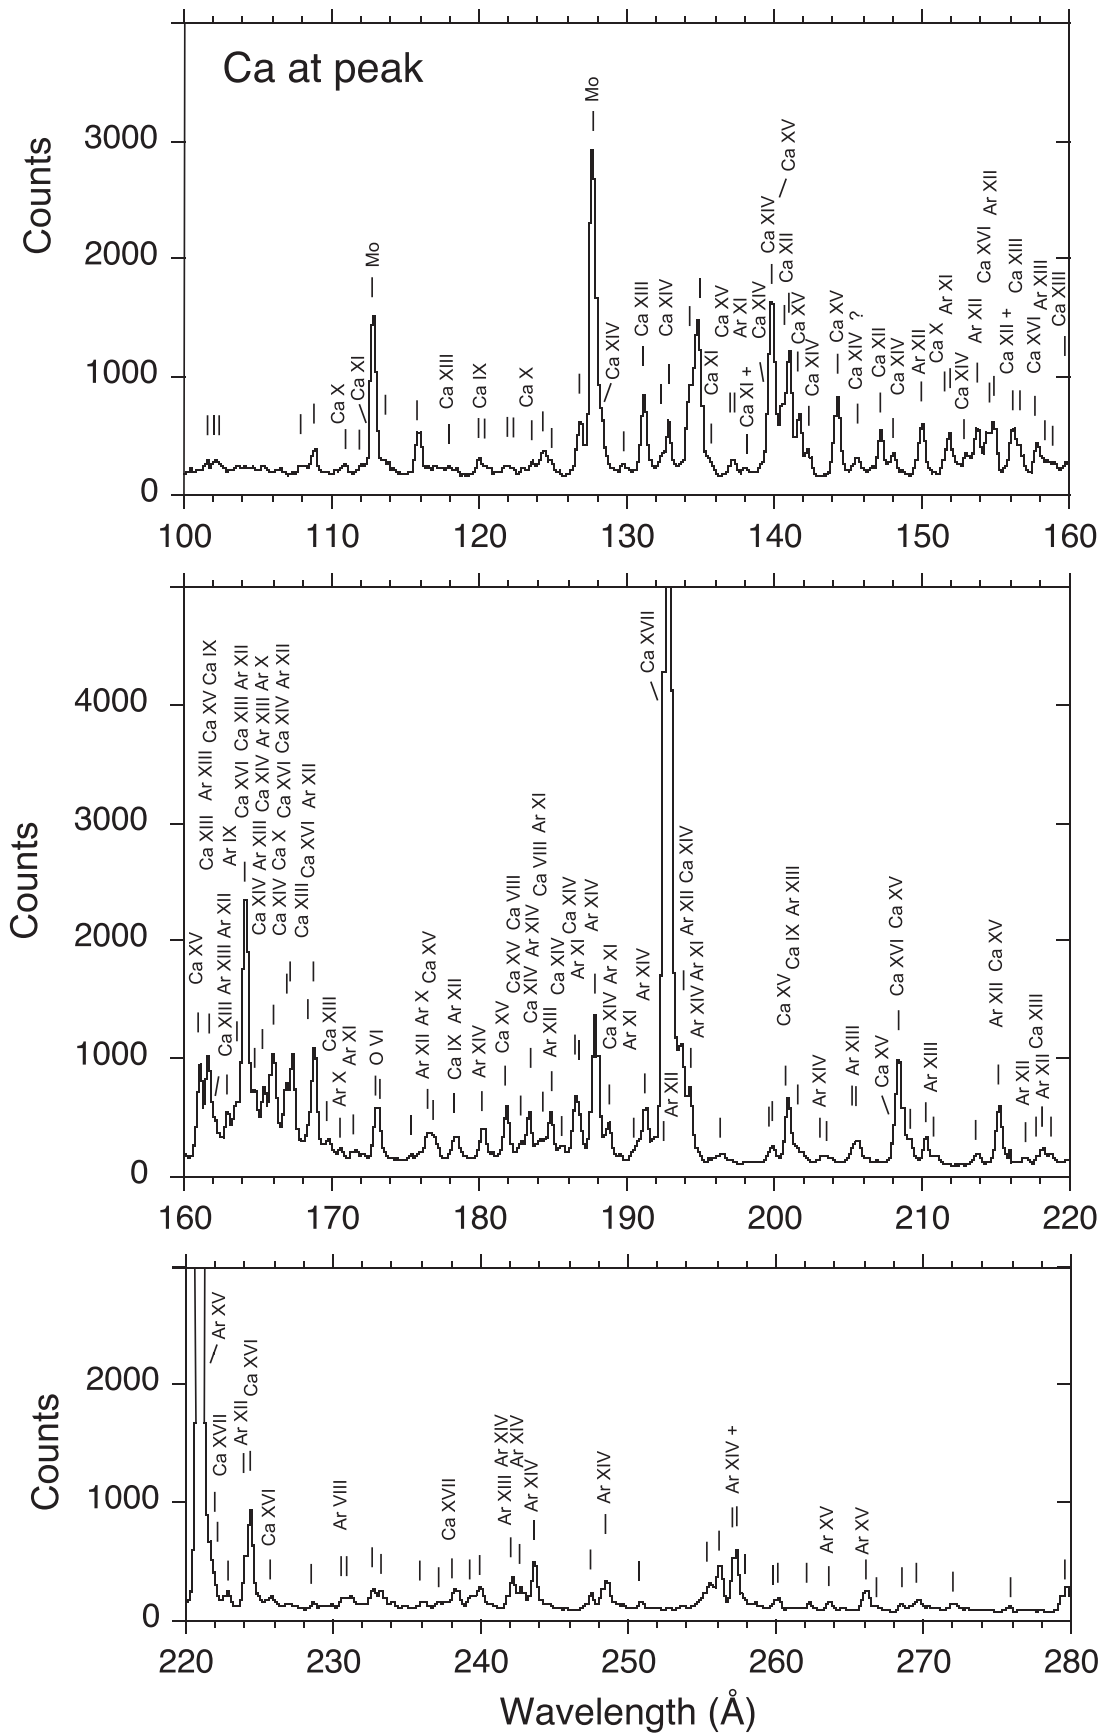 Ca at peak
Counts
3000
2000
1000
0
Ca X
Ca XI
Mo
Ca XIII
Ca IX
Ca X
Mo
Ca XIV
Ca XIII
Ca XIV
Ca XI
Ca XV
Ar XI
Ca XI +
Ca XIV
Ca XIV
Ca XII
Ca XV
Ca XV
Ca XIV
Ca XV
Ca XIV ?
Ca XII
Ca XIV
Ar XII
Ca X
Ar XI
Ca XIV
Ar XII
Ca XVI
Ar XII
Ca XII +
Ca XIII
Ca XVI
Ar XIII
Ca XIII
100 110 120 130 140 150 160
Counts
4000
3000
2000
1000
0
Ca XV
Ca XIII Ar XIII Ca XV Ca IX
Ca XIII Ar XIII Ar XII
Ar IX
Ca XVI Ca XIII Ar XII
Ca XIV Ar XIII Ca XIV Ar XIII Ar X
Ca XIV Ca X Ca XVI Ca XIV Ar XII
Ca XIII
Ca XVI Ar XII
Ca XIII
Ar X
Ar XI
O VI
Ar XII Ar X
Ca XV
Ca IX Ar XII
Ar XIV
Ca XV
Ca XV Ca VIII
Ca XIV Ar XIV
Ca VIII Ar XI
Ar XIII
Ca XIV
Ca XIV
Ar XI
Ar XIV
Ca XIV Ar XI
Ar XI
Ar XIV
Ca XVII
Ar XII
Ar XII Ca XIV
Ar XIV Ar XI
Ca XV
Ca IX Ar XIII
Ar XIV
Ar XIII
Ca XV
Ca XVI Ca XV
Ar XIII
Ar XII Ca XV
Ar XII
Ca XIII
Ar XII
160 170 180 190 200 210 220
Counts
2000
1000
0
Ar XV
Ca XVII
Ar XII
Ca XVI
Ca XVI
Ar VIII
Ca XVII
Ar XIII Ar XIV
Ar XIV
Ar XIV
Ar XIV
Ar XIV +
Ar XV
Ar XV
220 230 240 250 260 270 280
Wavelength (Å)